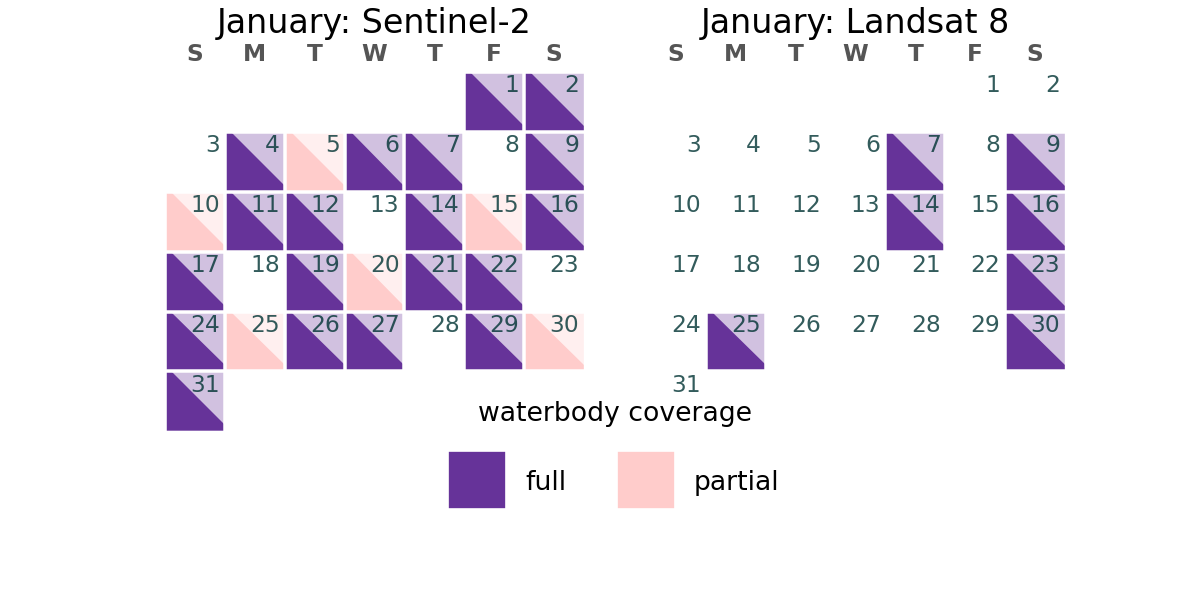 January: Sentinel-2
S M T W T F S
1 2
3 4 5 6 7 8 9
10 11 12 13 14 15 16
17 18 19 20 21 22 23
24 25 26 27 28 29 30
31
January: Landsat 8
S M T W T F S
1 2
3 4 5 6 7 8 9
10 11 12 13 14 15 16
17 18 19 20 21 22 23
24 25 26 27 28 29 30
31
waterbody coverage
full
partial